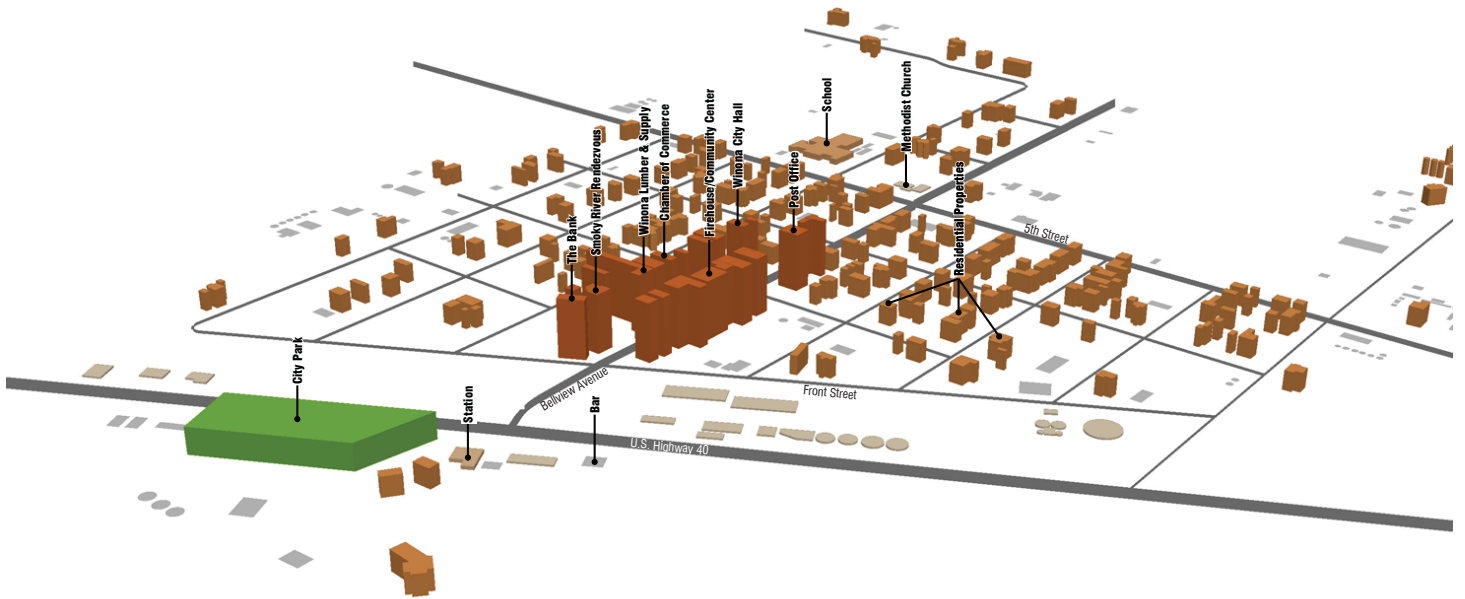 The Bank
Smoky River Rendezvous
Winona Lumber & Supply
Chamber of Commerce
Firehouse/Community Center
Winona City Hall
Post Office
School
Methodist Church
Residential Properties
5th Street
City Park
Station
Bellview Avenue
Bar
Front Street
U.S. Highway 40